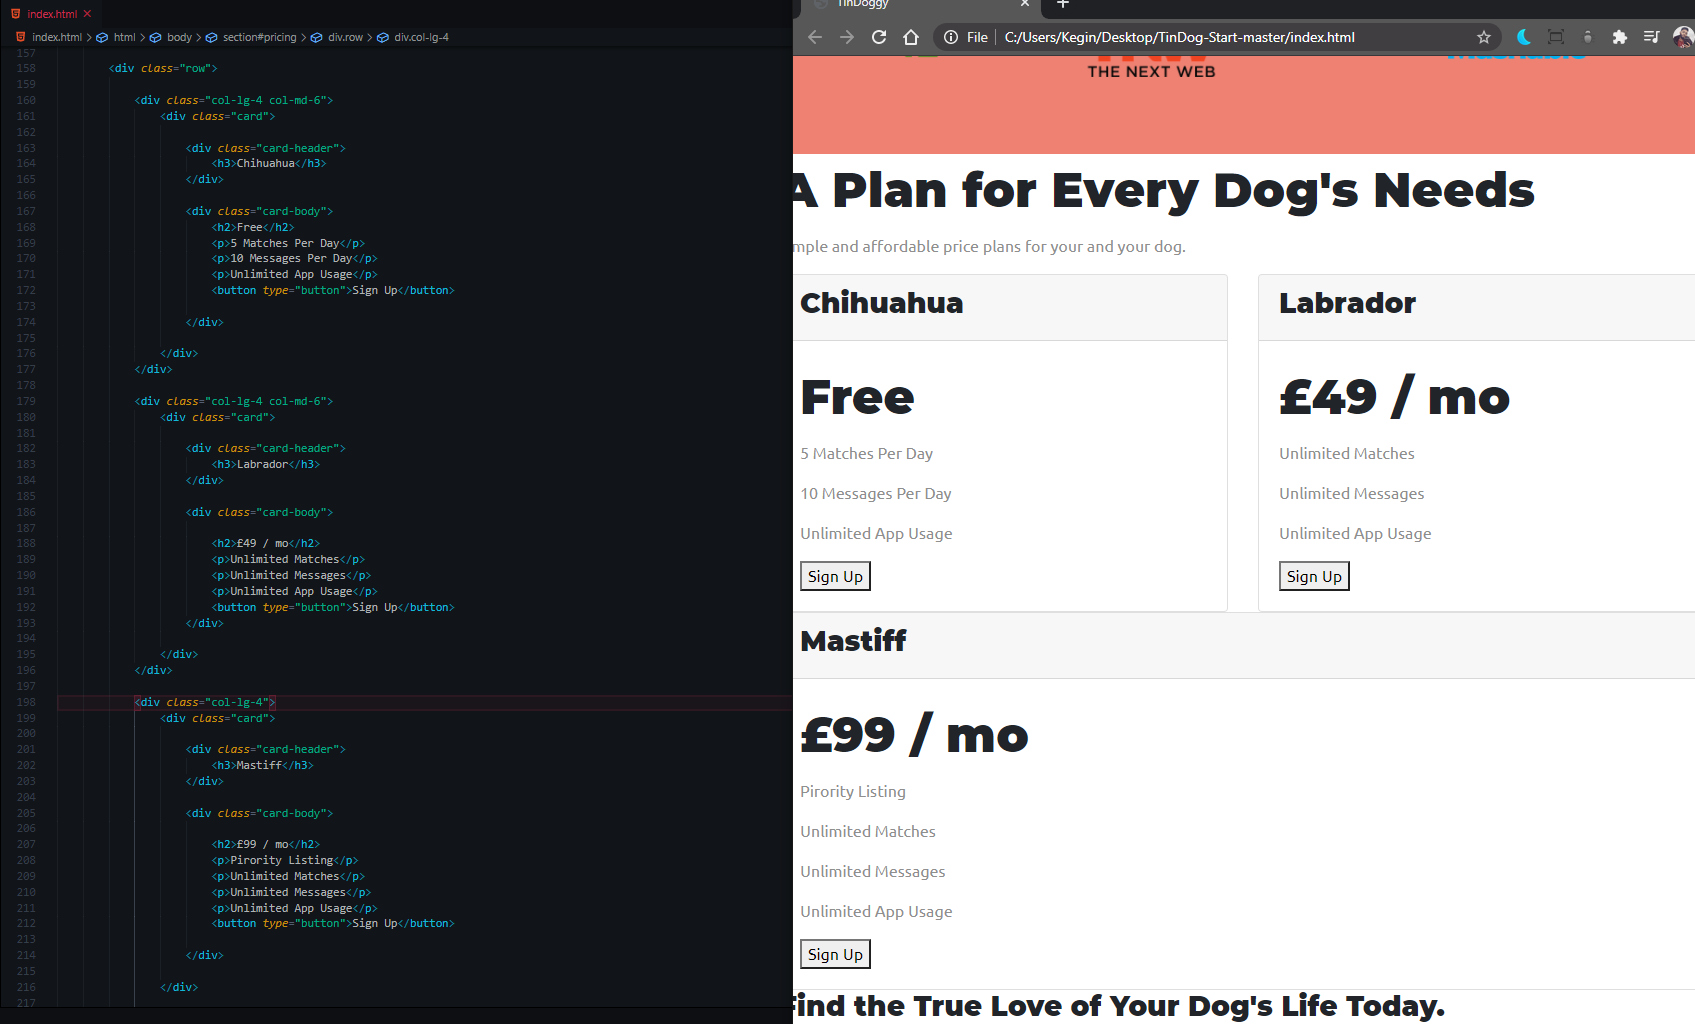 index.html
index.html > html > body > section#pricing > div.row > div.col-lg-4
157
158 <div class="row">
159
160 <div class="col-lg-4 col-md-6">
161 <div class="card">
162
163 <div class="card-header">
164 <h3>Chihuahua</h3>
165 </div>
166
167 <div class="card-body">
168 <h2>Free</h2>
169 <p>5 Matches Per Day</p>
170 <p>10 Messages Per Day</p>
171 <p>Unlimited App Usage</p>
172 <button type="button">Sign Up</button>
173
174 </div>
175
176 </div>
177 </div>
178
179 <div class="col-lg-4 col-md-6">
180 <div class="card">
181
182 <div class="card-header">
183 <h3>Labrador</h3>
184 </div>
185
186 <div class="card-body">
187
188 <h2>£49 / mo</h2>
189 <p>Unlimited Matches</p>
190 <p>Unlimited Messages</p>
191 <p>Unlimited App Usage</p>
192 <button type="button">Sign Up</button>
193 </div>
194
195 </div>
196 </div>
197
198 <div class="col-lg-4">
199 <div class="card">
200
201 <div class="card-header">
202 <h3>Mastiff</h3>
203 </div>
204
205 <div class="card-body">
206
207 <h2>£99 / mo</h2>
208 <p>Pirority Listing</p>
209 <p>Unlimited Matches</p>
210 <p>Unlimited Messages</p>
211 <p>Unlimited App Usage</p>
212 <button type="button">Sign Up</button>
213
214 </div>
215
216 </div>
217
TinDoggy
File | C:/Users/Kegin/Desktop/TinDog-Start-master/index.html
THE NEXT WEB
A Plan for Every Dog's Needs
mple and affordable price plans for your and your dog.
Chihuahua
Free
5 Matches Per Day
10 Messages Per Day
Unlimited App Usage
Sign Up
Labrador
£49 / mo
Unlimited Matches
Unlimited Messages
Unlimited App Usage
Sign Up
Mastiff
£99 / mo
Pirority Listing
Unlimited Matches
Unlimited Messages
Unlimited App Usage
Sign Up
Find the True Love of Your Dog's Life Today.